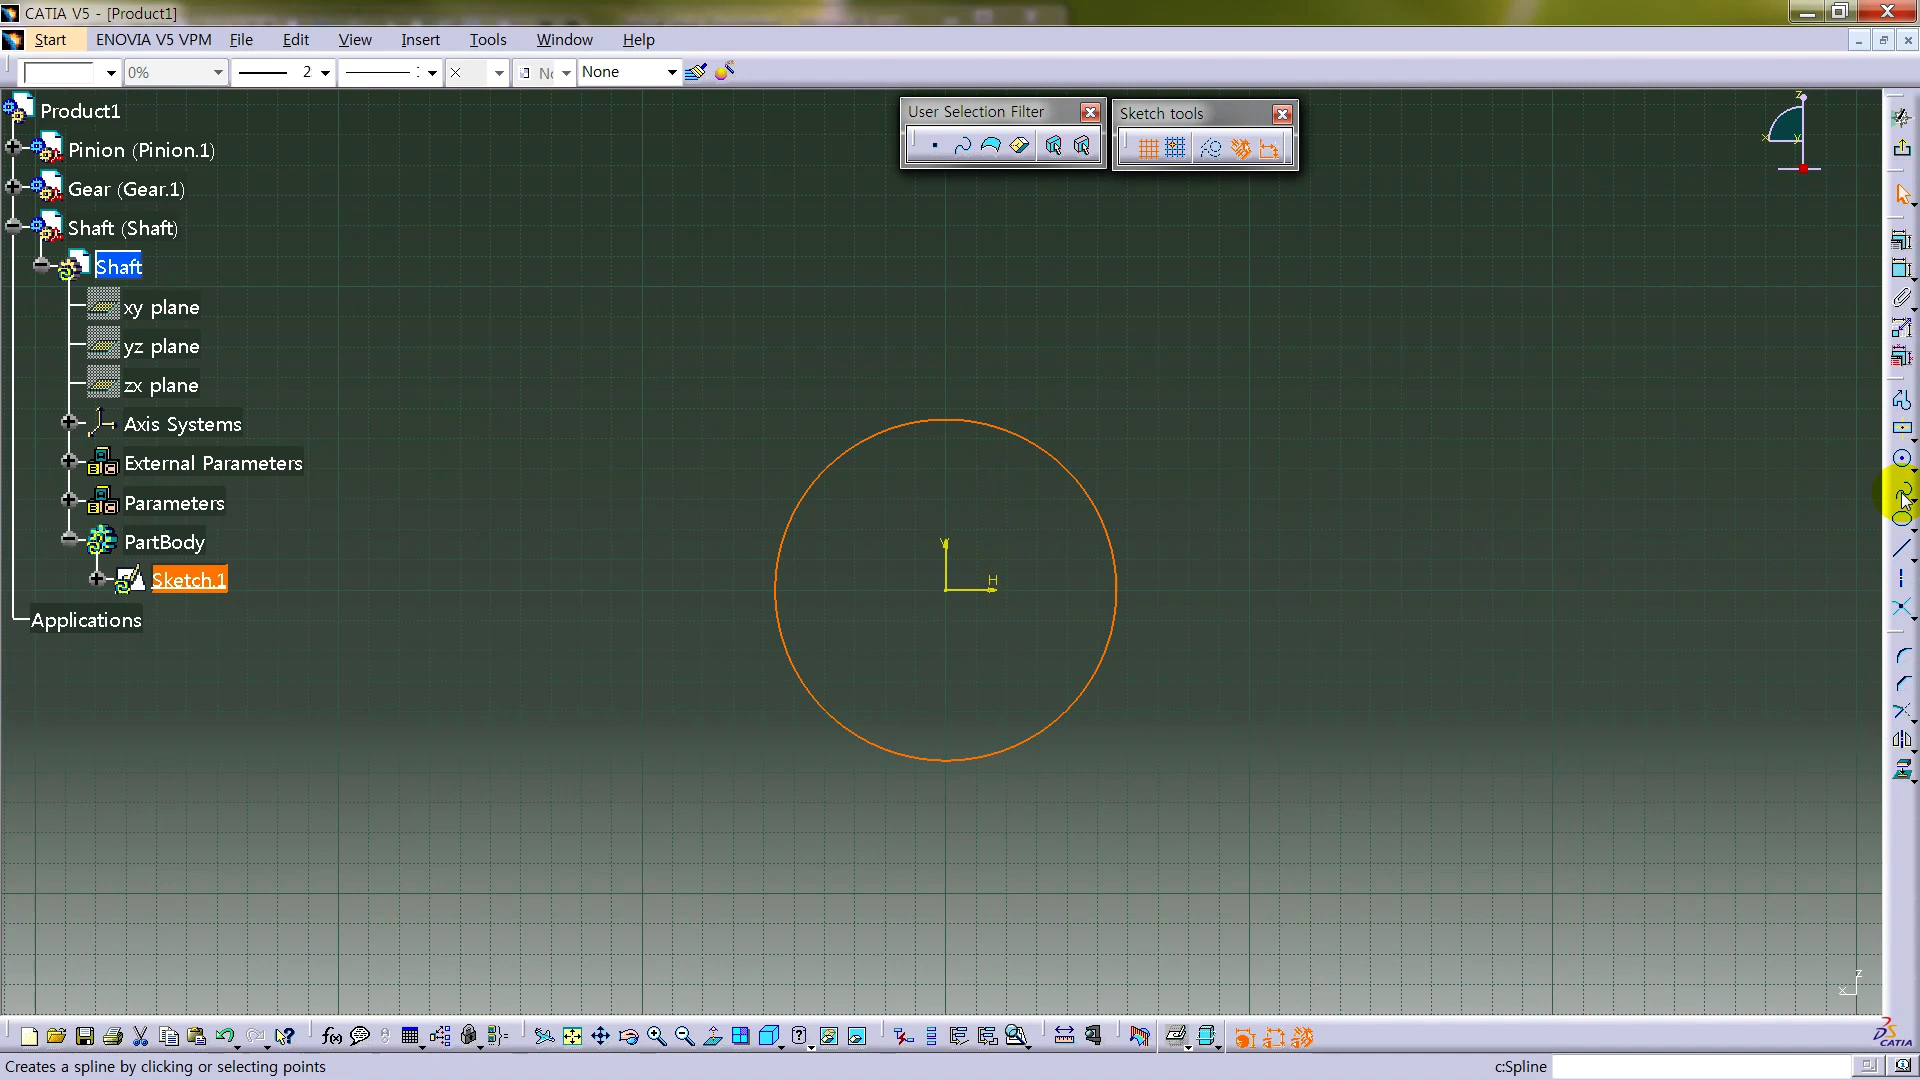 CATIA V5 - [Product1]
Start ENOVIA V5 VPM File Edit View Insert Tools Window Help
0% 2 : None
Product1
User Selection Filter
Sketch tools
Pinion (Pinion.1)
Gear (Gear.1)
Shaft (Shaft)
Shaft
xy plane
yz plane
zx plane
Axis Systems
External Parameters
Parameters
PartBody
Sketch.1
Applications
V
H
z
x
y
z
x
CATIA
Creates a spline by clicking or selecting points
c:Spline